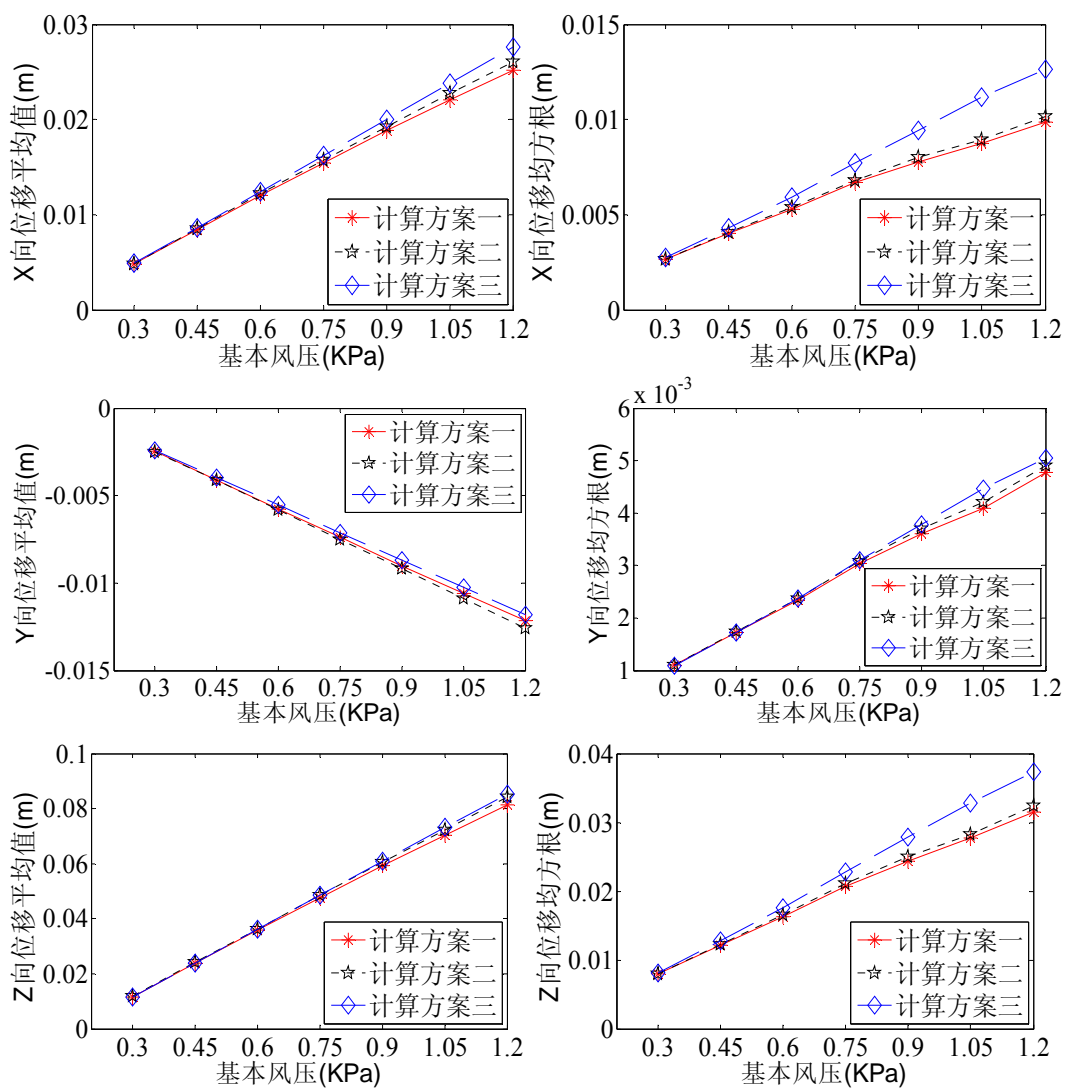 0.03
0.02
0.01
0
X向位移平均值(m)
计算方案一
计算方案二
计算方案三
0.3 0.45 0.6 0.75 0.9 1.05 1.2
基本风压(KPa)
0.015
0.01
0.005
0
X向位移均方根(m)
计算方案一
计算方案二
计算方案三
0.3 0.45 0.6 0.75 0.9 1.05 1.2
基本风压(KPa)
0
-0.005
-0.01
-0.015
Y向位移平均值(m)
计算方案一
计算方案二
计算方案三
0.3 0.45 0.6 0.75 0.9 1.05 1.2
基本风压(KPa)
x 10⁻³
6
5
4
3
2
1
Y向位移均方根(m)
计算方案一
计算方案二
计算方案三
0.3 0.45 0.6 0.75 0.9 1.05 1.2
基本风压(KPa)
0.1
0.08
0.06
0.04
0.02
0
Z向位移平均值(m)
计算方案一
计算方案二
计算方案三
0.3 0.45 0.6 0.75 0.9 1.05 1.2
基本风压(KPa)
0.04
0.03
0.02
0.01
0
Z向位移均方根(m)
计算方案一
计算方案二
计算方案三
0.3 0.45 0.6 0.75 0.9 1.05 1.2
基本风压(KPa)